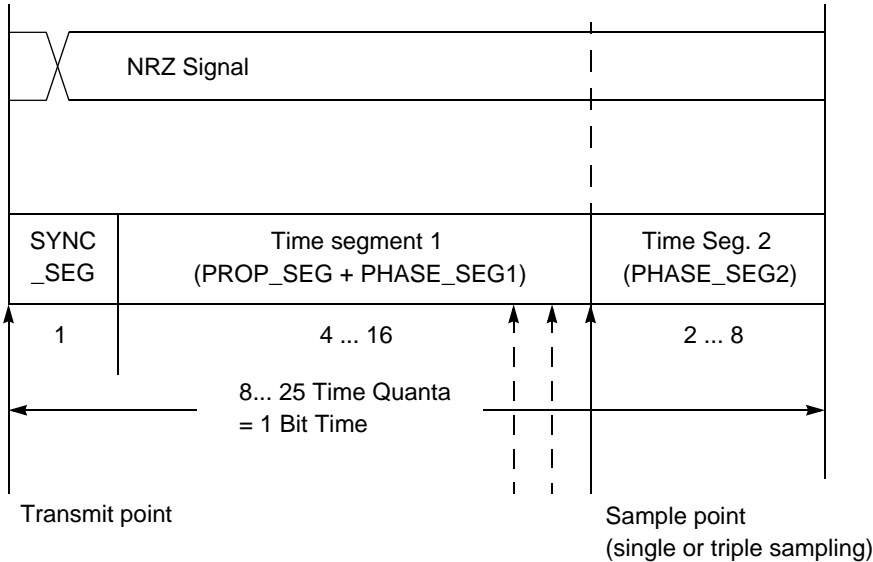 NRZ Signal
SYNC
_SEG
Time segment 1
(PROP_SEG + PHASE_SEG1)
Time Seg. 2
(PHASE_SEG2)
1
4 ... 16
2 ... 8
8... 25 Time Quanta
= 1 Bit Time
Transmit point
Sample point
(single or triple sampling)